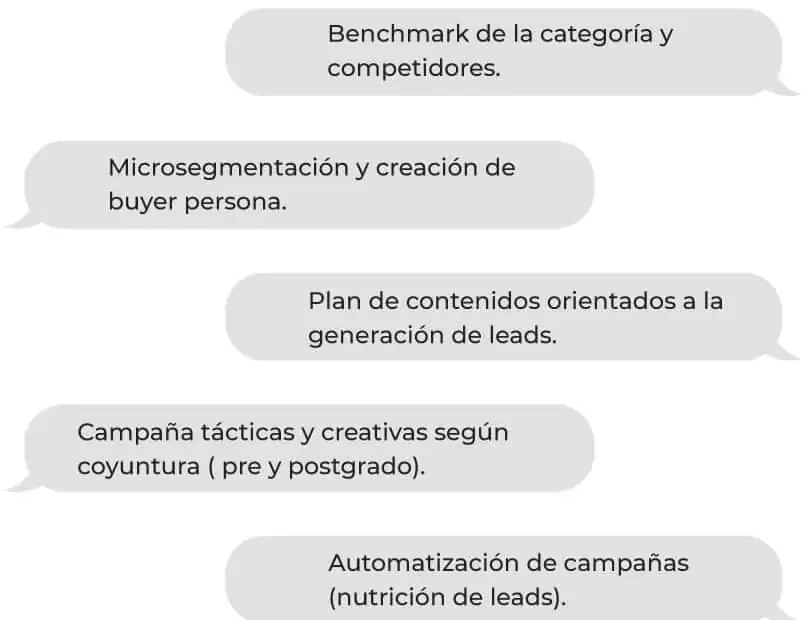 Benchmark de la categoría y
competidores.
Microsegmentación y creación de
buyer persona.
Plan de contenidos orientados a la
generación de leads.
Campaña tácticas y creativas según
coyuntura ( pre y postgrado).
Automatización de campañas
(nutrición de leads).